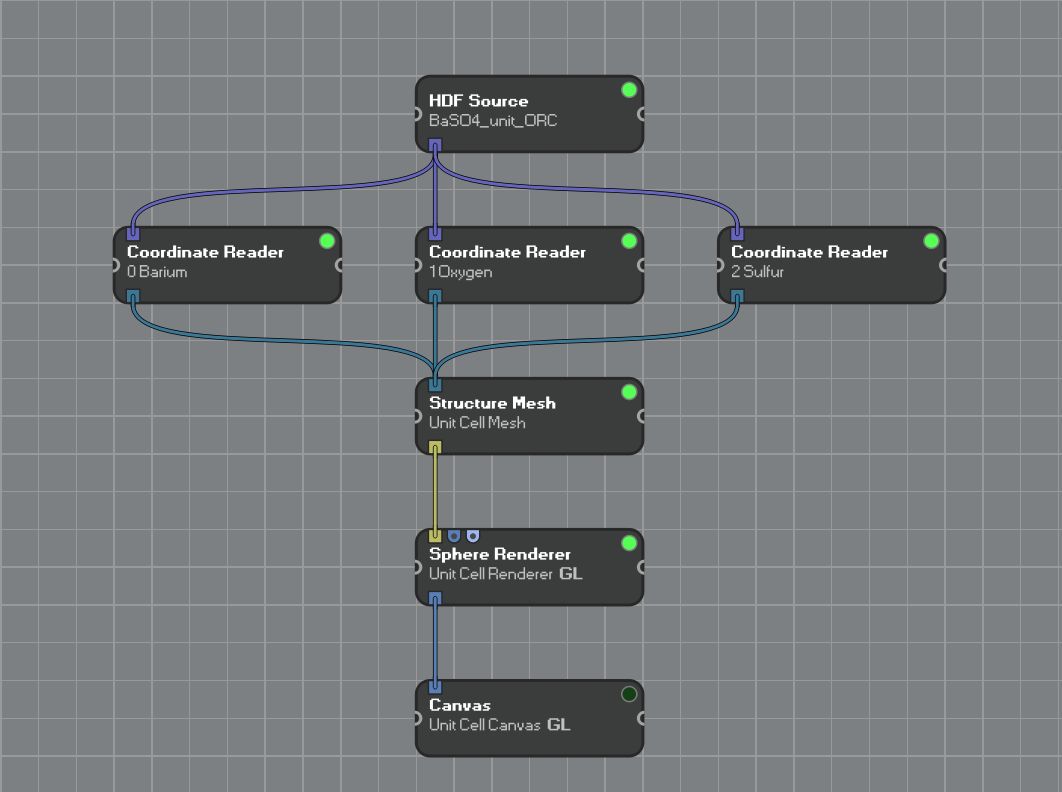 HDF Source
BaSO4_unit_ORC
Coordinate Reader
0 Barium
Coordinate Reader
1 Oxygen
Coordinate Reader
2 Sulfur
Structure Mesh
Unit Cell Mesh
Sphere Renderer
Unit Cell Renderer GL
Canvas
Unit Cell Canvas GL